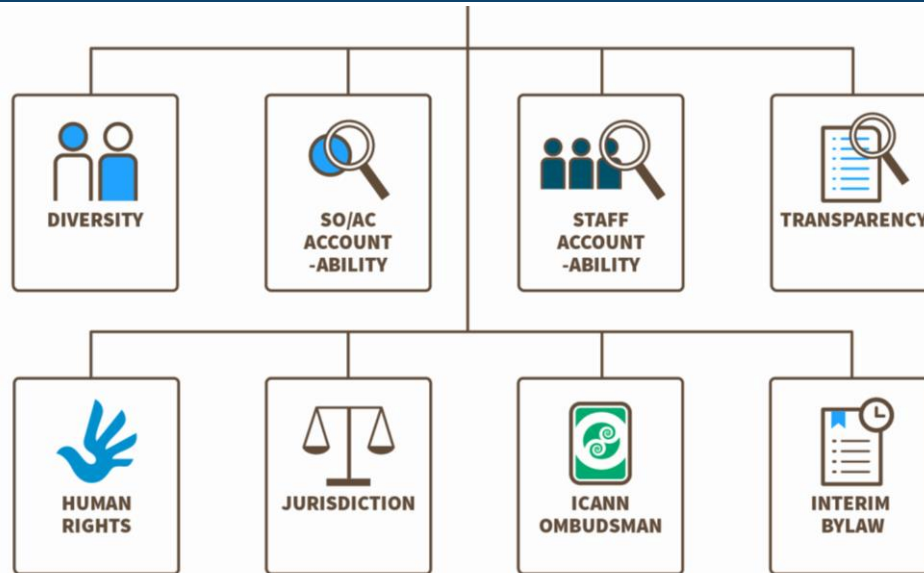 DIVERSITY
SO/AC
ACCOUNT
-ABILITY
STAFF
ACCOUNT
-ABILITY
TRANSPARENCY
HUMAN
RIGHTS
JURISDICTION
ICANN
OMBUDSMAN
INTERIM
BYLAW